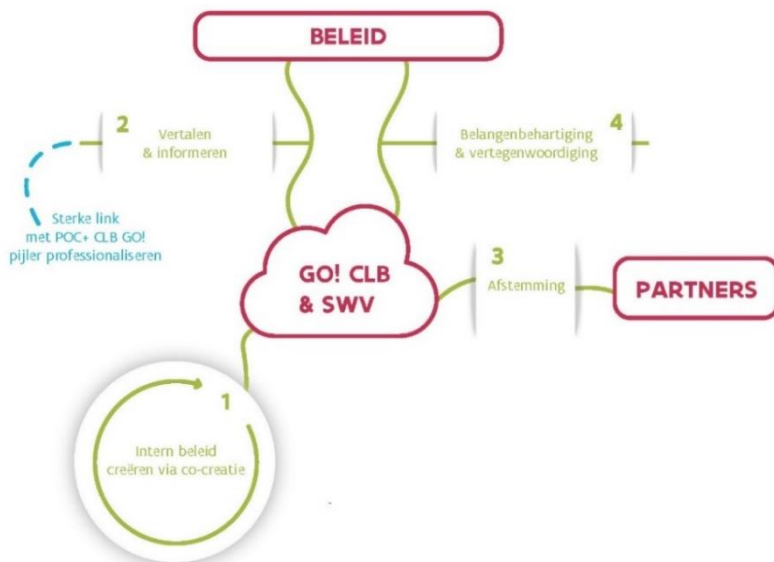 BELEID
2
Vertalen
& informeren
Belangenbehartiging
& vertegenwoordiging
4
Sterke link
met POC+ CLB GO!
pijler professionaliseren
GO! CLB
& SWV
3
Afstemming
PARTNERS
1
Intern beleid
creëren via co-creatie